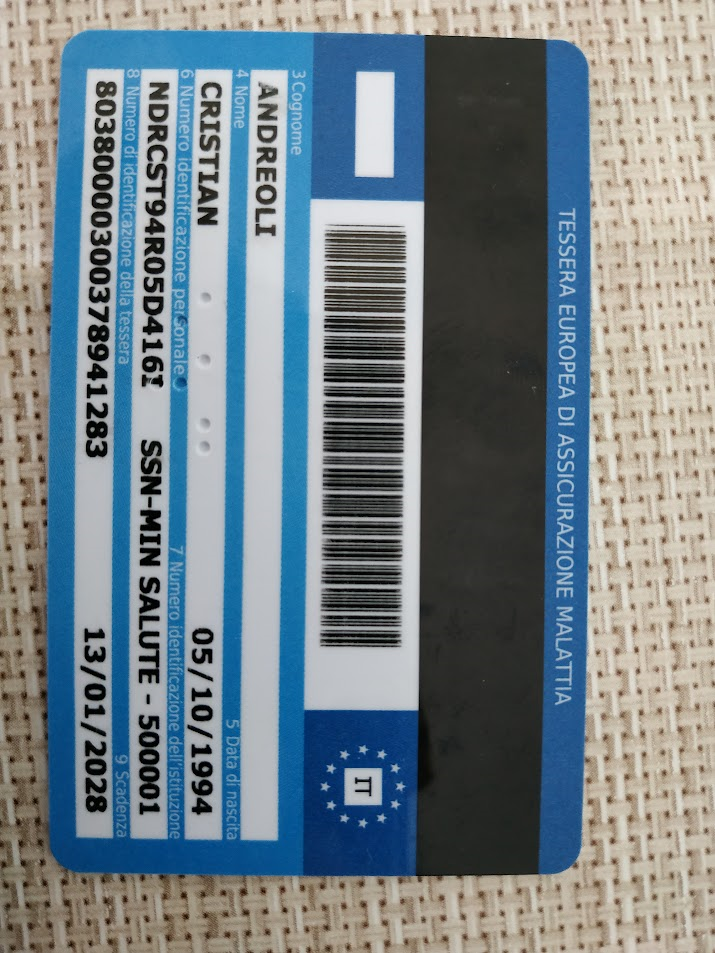 TESSERA EUROPEA DI ASSICURAZIONE MALATTIA
IT
3 Cognome
ANDREOLI
4 Nome
5 Data di nascita
CRISTIAN 05/10/1994
6 Numero identificazione personale
7 Numero identificazione dell'istituzione
NDRCST94R05D416I SSN-MIN SALUTE - 500001
8 Numero di identificazione della tessera
9 Scadenza
80380000300378941283 13/01/2028